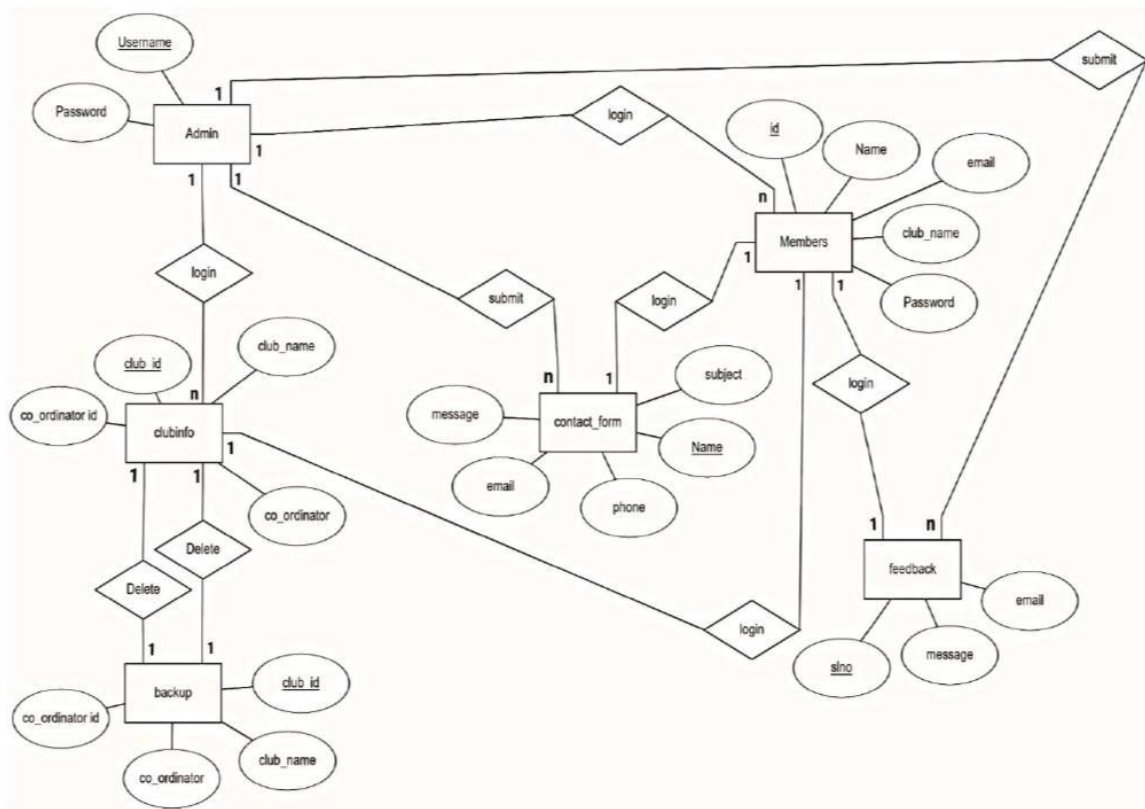 Username
submit
1
Password
Admin
login
1
1
1
id
Name
email
n
Members
club_name
1
1
1
Password
login
submit
login
login
club_id
club_name
co_ordinator id
n
clubinfo
1
1
1
n
1
subject
message
contact_form
Name
email
phone
co_ordinator
Delete
Delete
1
n
feedback
email
login
slno
message
1
1
backup
club_id
co_ordinator id
club_name
co_ordinator